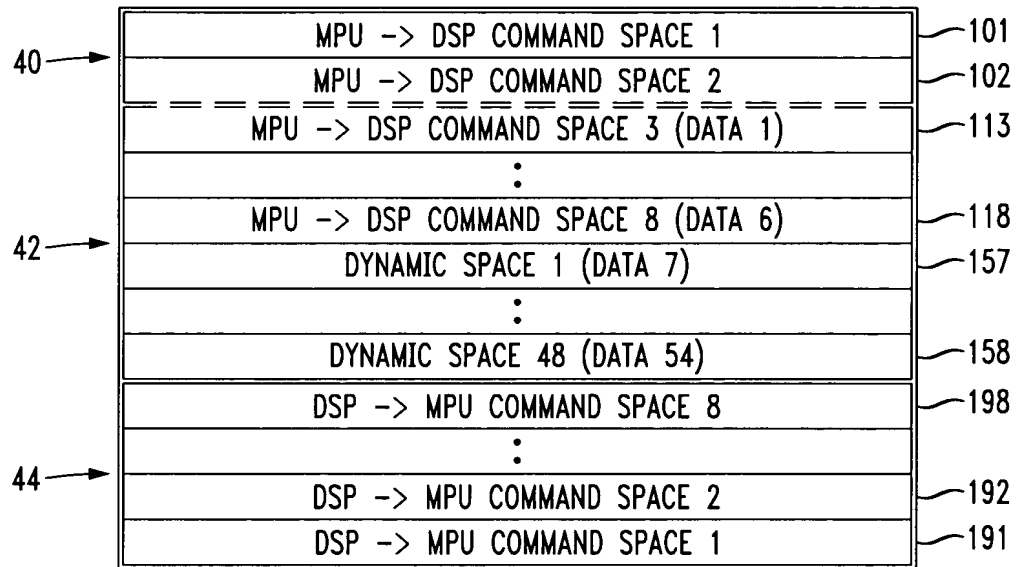 40
MPU -> DSP COMMAND SPACE 1
101
MPU -> DSP COMMAND SPACE 2
102
42
MPU -> DSP COMMAND SPACE 3 (DATA 1)
113
:
MPU -> DSP COMMAND SPACE 8 (DATA 6)
118
DYNAMIC SPACE 1 (DATA 7)
157
:
DYNAMIC SPACE 48 (DATA 54)
158
44
DSP -> MPU COMMAND SPACE 8
198
:
DSP -> MPU COMMAND SPACE 2
192
DSP -> MPU COMMAND SPACE 1
191